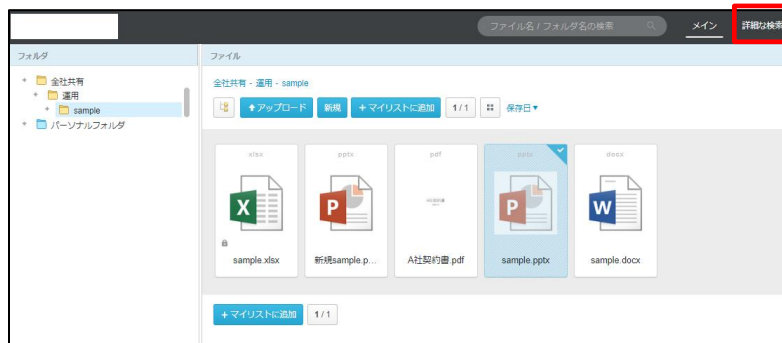 ファイル名 / フォルダ名の検索
メイン
詳細な検索
フォルダ
ファイル
全社共有
運用
sample
パーソナルフォルダ
全社共有 - 運用 - sample
アップロード
新規
+ マイリストに追加
1 / 1
保存日▼
xlsx
pptx
pdf
pptx
docx
X
P
P
W
sample.xlsx
新規sample.p...
A社契約書.pdf
sample.pptx
sample.docx
+ マイリストに追加
1 / 1